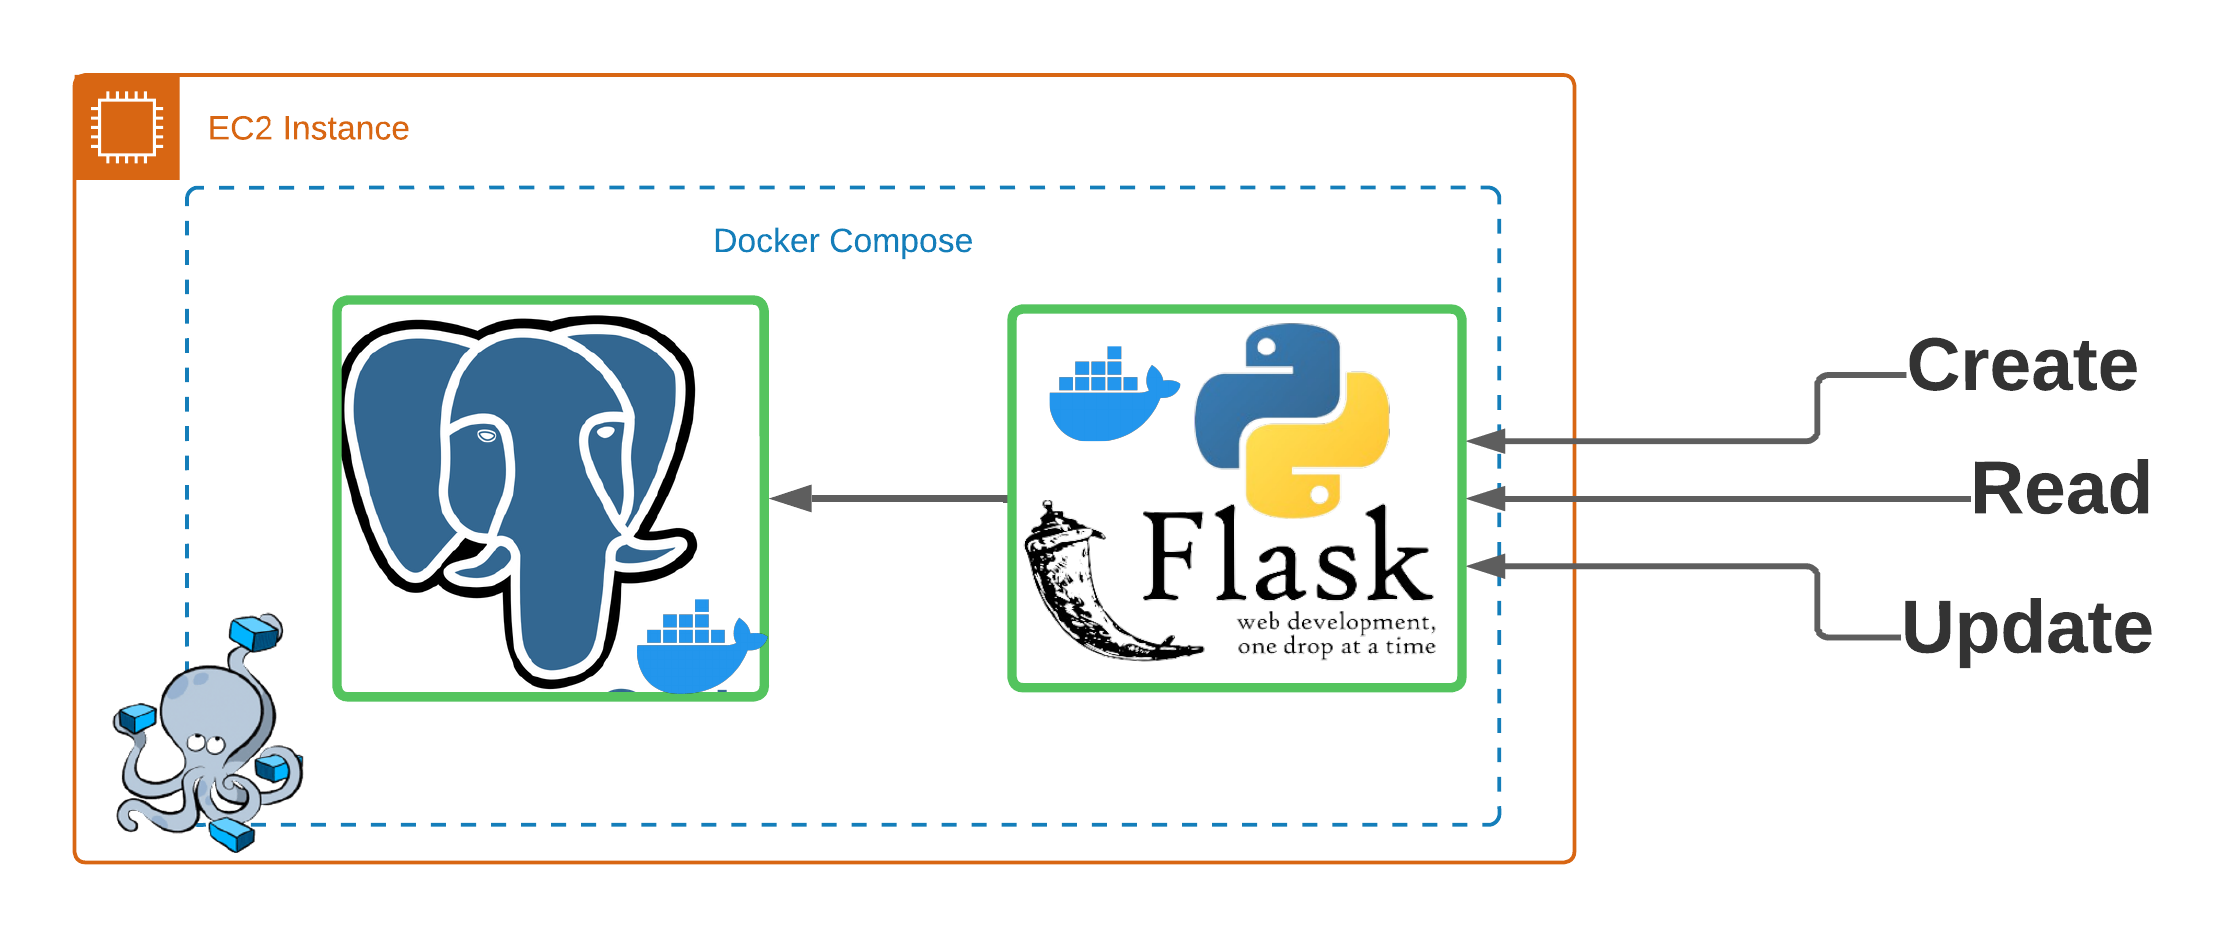 EC2 Instance
Docker Compose
Create
Read
Update
Flask
web development,
one drop at a time